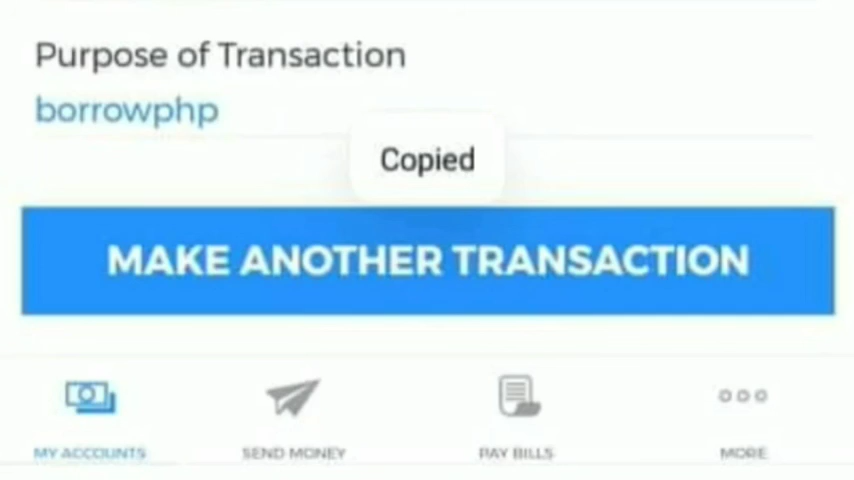 Purpose of Transaction
borrowphp
Copied
MAKE ANOTHER TRANSACTION
MY ACCOUNTS SEND MONEY PAY BILLS MORE